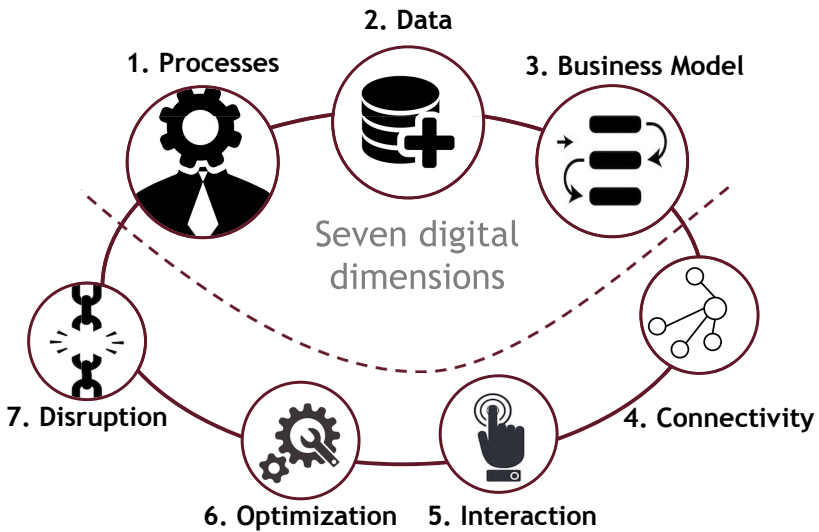 2. Data
1. Processes
3. Business Model
Seven digital
dimensions
7. Disruption
4. Connectivity
6. Optimization
5. Interaction